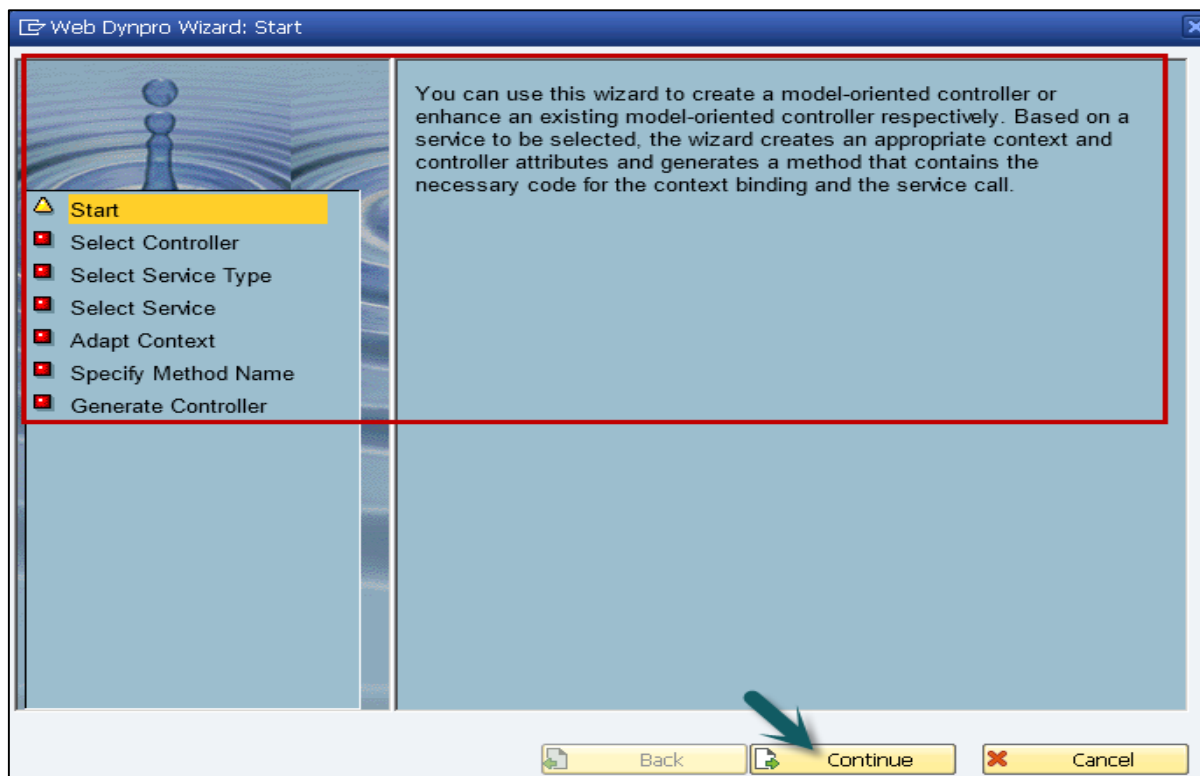 Web Dynpro Wizard: Start
You can use this wizard to create a model-oriented controller or
enhance an existing model-oriented controller respectively. Based on a
service to be selected, the wizard creates an appropriate context and
controller attributes and generates a method that contains the
necessary code for the context binding and the service call.
Start
Select Controller
Select Service Type
Select Service
Adapt Context
Specify Method Name
Generate Controller
Back
Continue
Cancel